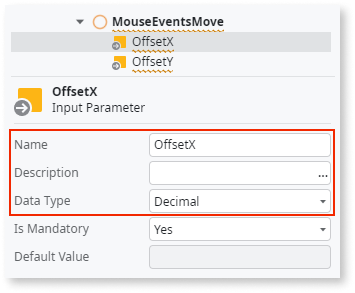 MouseEventsMove
OffsetX
OffsetY
OffsetX
Input Parameter
Name OffsetX
Description ...
Data Type Decimal
Is Mandatory Yes
Default Value